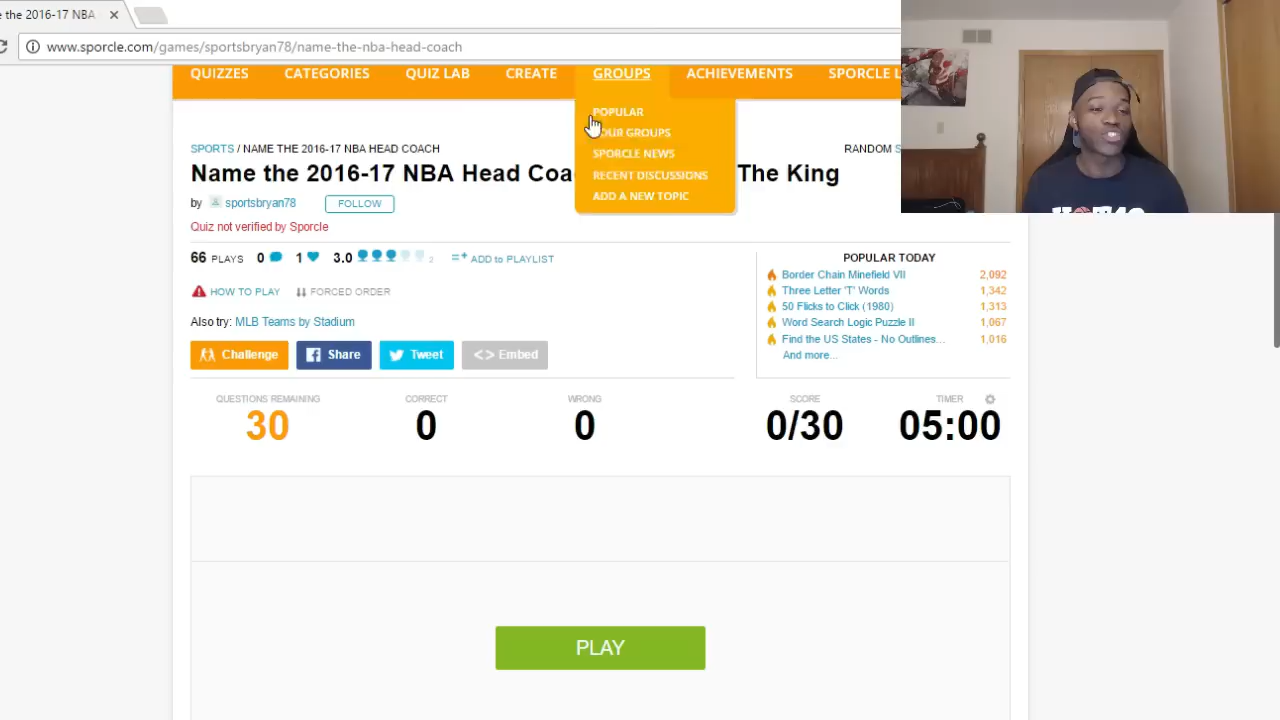 e the 2016-17 NBA
www.sporcle.com/games/sportsbryan78/name-the-nba-head-coach
QUIZZES CATEGORIES QUIZ LAB CREATE GROUPS ACHIEVEMENTS SPORCLE L
POPULAR
YOUR GROUPS
SPORCLE NEWS
RECENT DISCUSSIONS
ADD A NEW TOPIC
SPORTS / NAME THE 2016-17 NBA HEAD COACH
RANDOM S
Name the 2016-17 NBA Head Coa The King
by sportsbryan78 FOLLOW
Quiz not verified by Sporcle
66 PLAYS 0 1 3.0 2 ADD to PLAYLIST
HOW TO PLAY FORCED ORDER
Also try: MLB Teams by Stadium
Challenge Share Tweet <> Embed
POPULAR TODAY
Border Chain Minefield VII 2,092
Three Letter 'T' Words 1,342
50 Flicks to Click (1980) 1,313
Word Search Logic Puzzle II 1,067
Find the US States - No Outlines... 1,016
And more...
QUESTIONS REMAINING CORRECT WRONG SCORE TIMER
30 0 0 0/30 05:00
PLAY